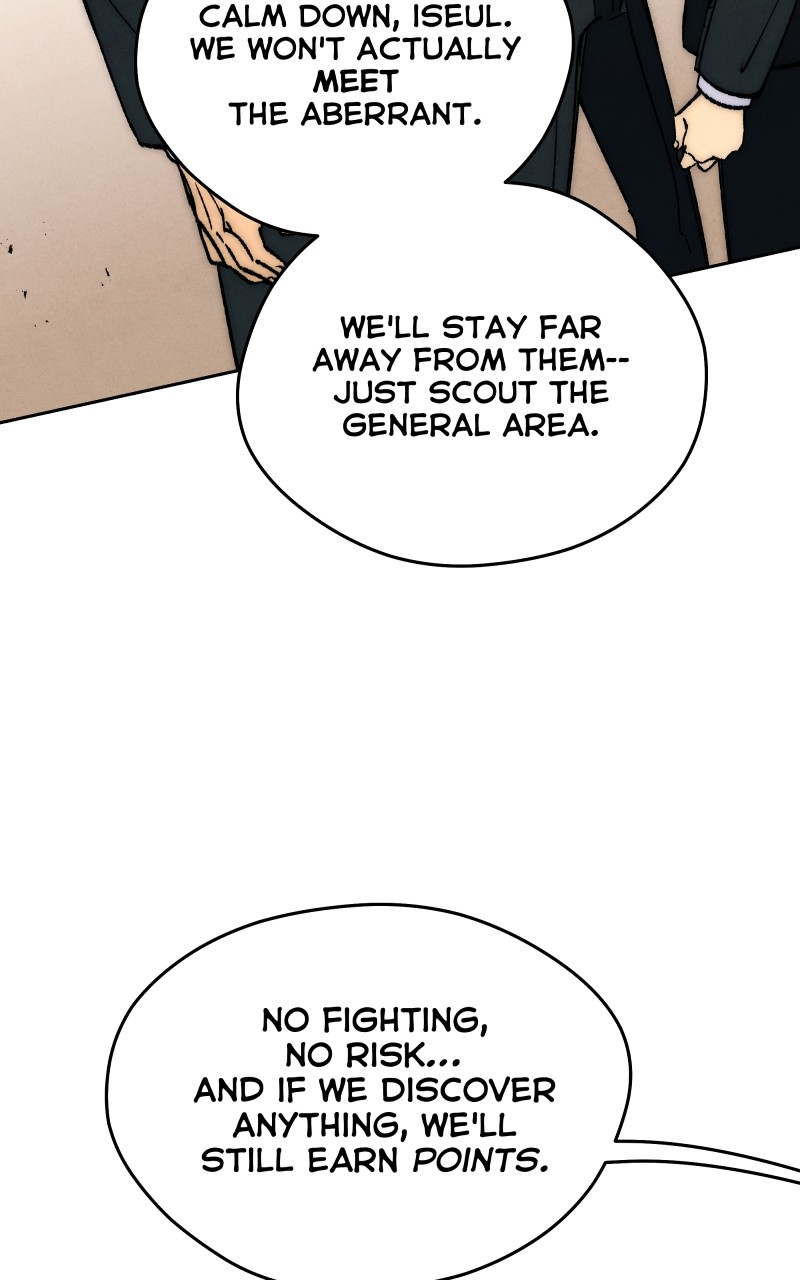 CALM DOWN, ISEUL.
WE WON'T ACTUALLY
MEET
THE ABERRANT.
WE'LL STAY FAR
AWAY FROM THEM--
JUST SCOUT THE
GENERAL AREA.
NO FIGHTING,
NO RISK...
AND IF WE DISCOVER
ANYTHING, WE'LL
STILL EARN POINTS.